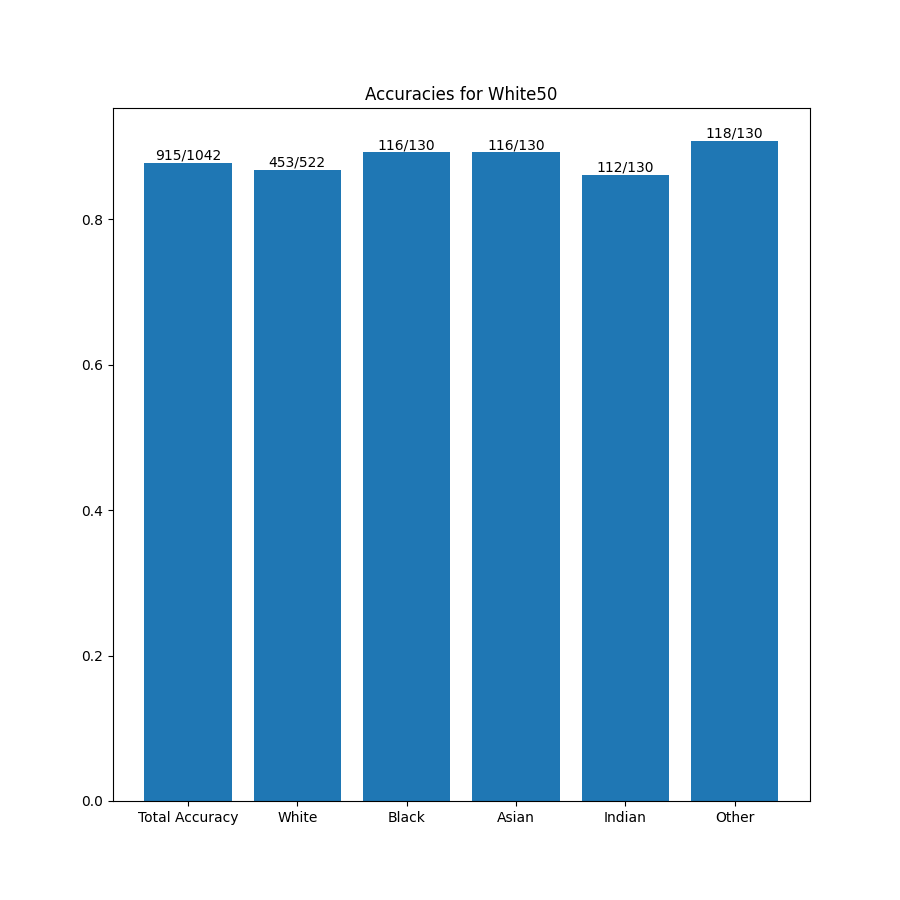 Accuracies for White50
915/1042
453/522
116/130
116/130
112/130
118/130
0.8
0.6
0.4
0.2
0.0
Total Accuracy
White
Black
Asian
Indian
Other